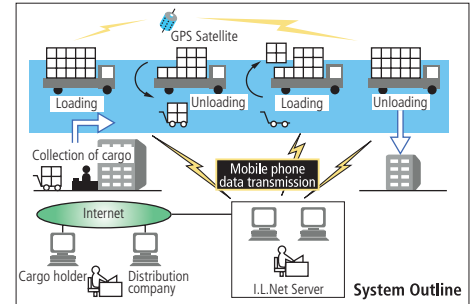 GPS Satellite
Loading
Unloading
Loading
Unloading
Collection of cargo
Mobile phone
data transmission
Internet
Cargo holder
Distribution
company
I.L.Net Server
System Outline